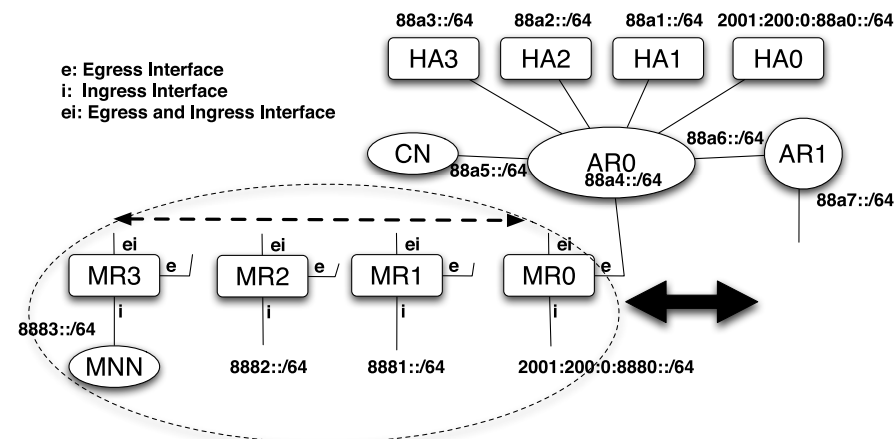 88a3::/64 88a2::/64 88a1::/64 2001:200:0:88a0::/64
HA3 HA2 HA1 HA0
e: Egress Interface
i: Ingress Interface
ei: Egress and Ingress Interface
CN AR0 AR1
88a5::/64 88a4::/64 88a6::/64
88a7::/64
ei ei ei ei
MR3 e MR2 e MR1 e MR0 e
i i i i
8883::/64
MNN 8882::/64 8881::/64 2001:200:0:8880::/64